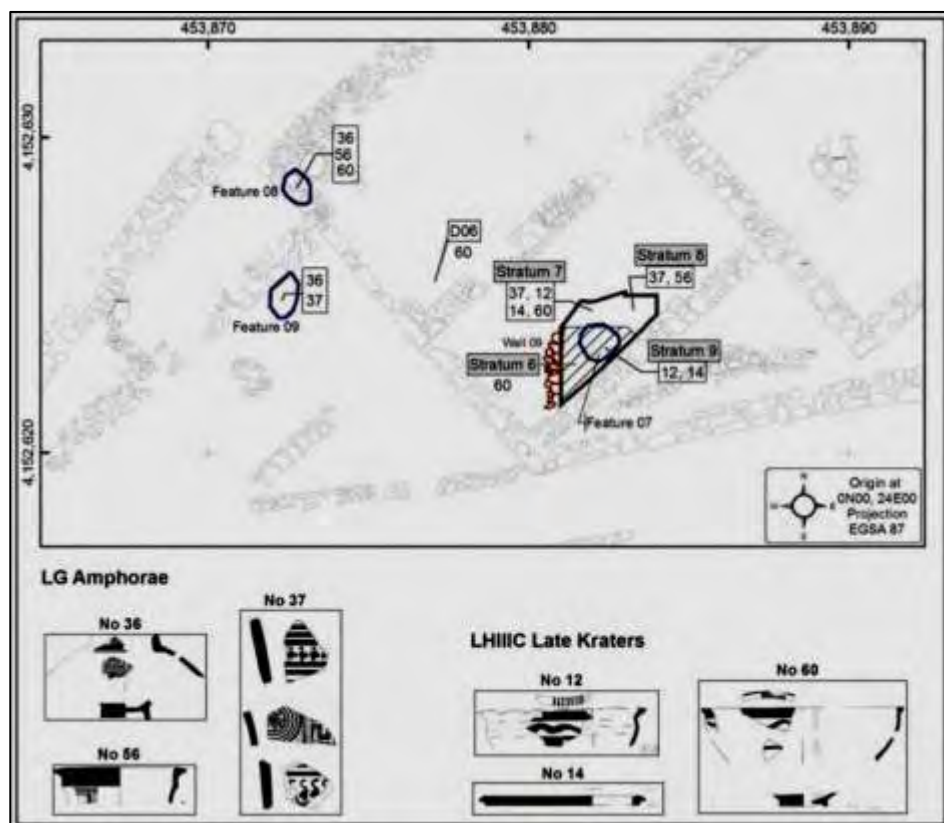 453,870 453,880 453,890
4,152,630
36
56
60
Feature 08
D06
60
36
37
Feature 09
Stratum 7
37, 12
14, 60
Stratum 8
37, 56
Wall 09
Stratum 6
60
Stratum 9
12, 14
Feature 07
4,152,620
N
E
S
Origin at
0N00, 24E00
Projection
EGSA 87
LG Amphorae
No 36
No 37
No 56
LHIIIC Late Kraters
No 12
No 14
No 60